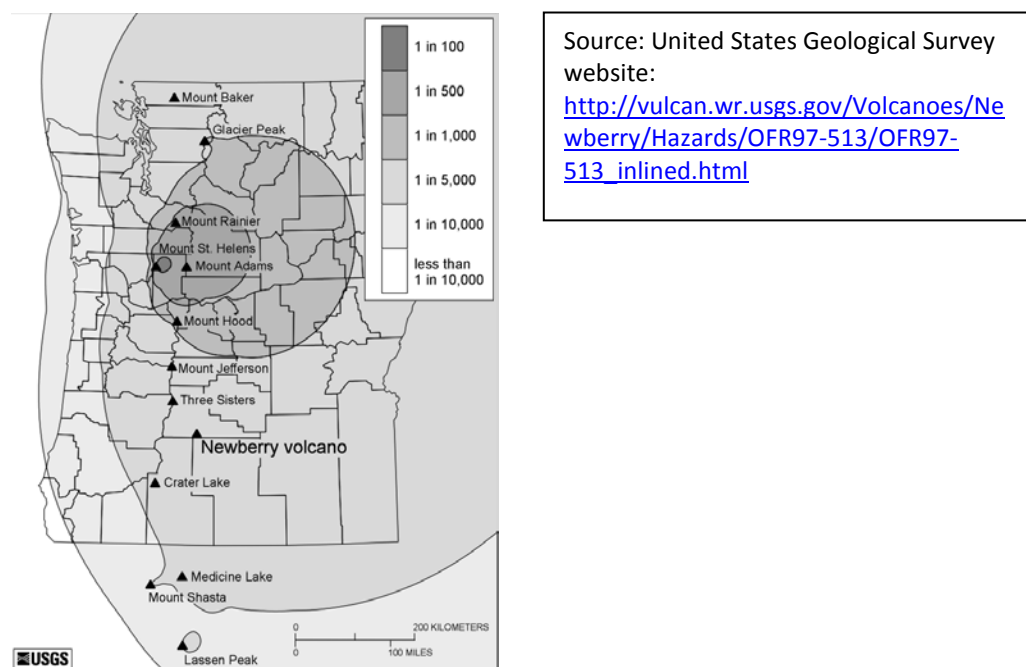 1 in 100
1 in 500
1 in 1,000
1 in 5,000
1 in 10,000
less than
1 in 10,000
Mount Baker
Glacier Peak
Mount Rainier
Mount St. Helens
Mount Adams
Mount Hood
Mount Jefferson
Three Sisters
Newberry volcano
Crater Lake
Medicine Lake
Mount Shasta
Lassen Peak
0 200 KILOMETERS
0 100 MILES
USGS
Source: United States Geological Survey
website:
http://vulcan.wr.usgs.gov/Volcanoes/Ne
wberry/Hazards/OFR97-513/OFR97-
513_inlined.html